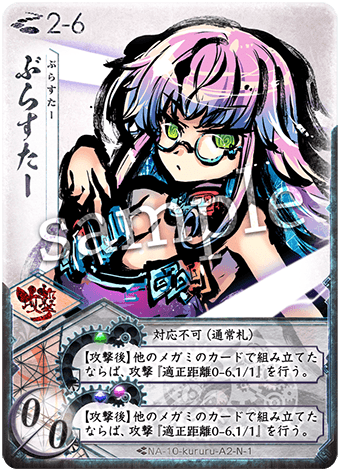 2-6
ぶらすたー
ぶらすたー
sample
攻撃
対応不可（通常札）
【攻撃後】他のメガミのカードで組み立てた
ならば、攻撃『適正距離0-6、1/1』を行う。
0 0
【攻撃後】他のメガミのカードで組み立てた
ならば、攻撃『適正距離0-6、1/1』を行う。
NA-10-kururu-A2-N-1